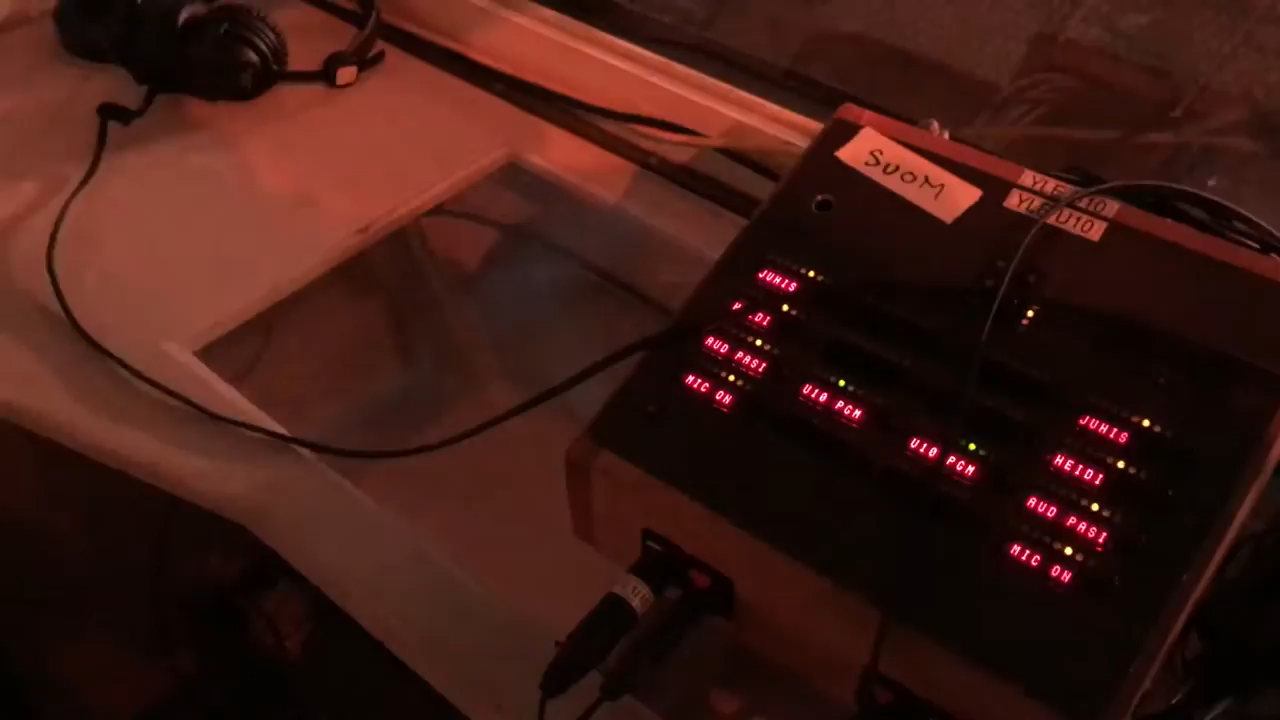 SUOM
YLE U10
YLE U10
JUHIS
AUD PASI
MIC ON
U10 PGM
U10 PGM
JUHIS
HEIDI
AUD PASI
MIC ON